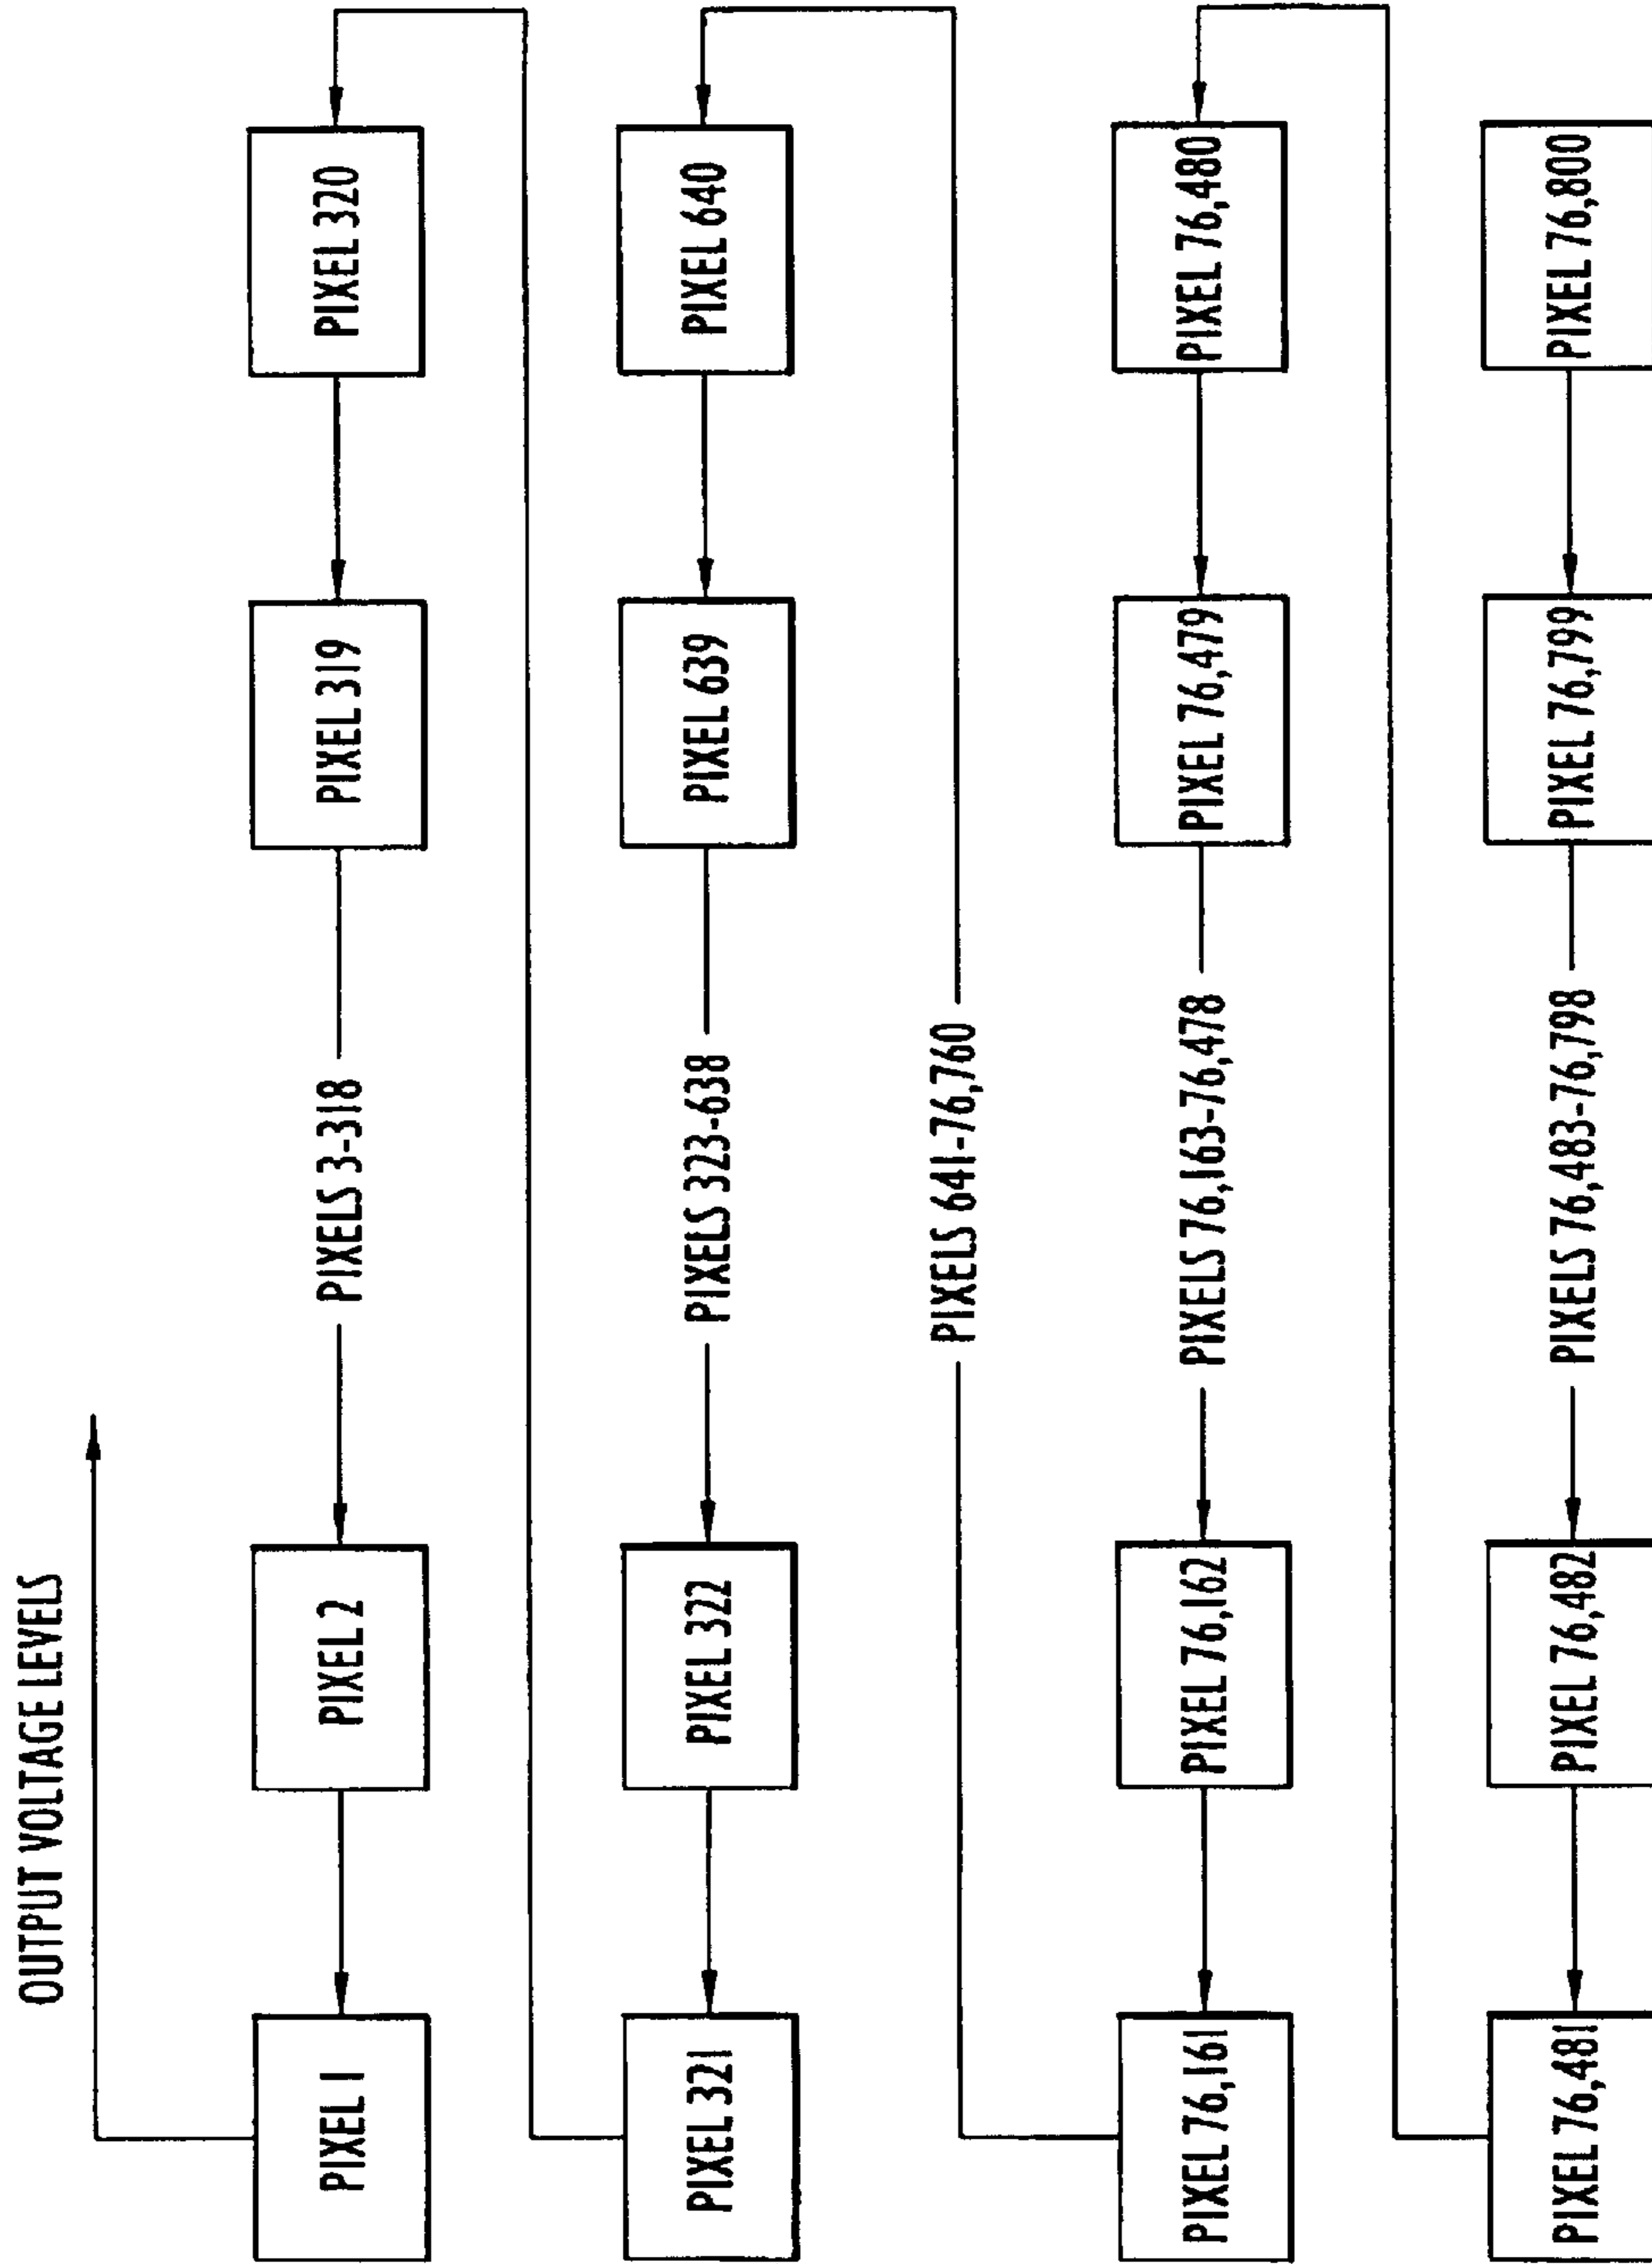 OUTPUT VOLTAGE LEVELS
PIXEL 1
PIXEL 2
PIXELS 3-318
PIXEL 319
PIXEL 320
PIXEL 321
PIXEL 322
PIXELS 323-638
PIXEL 639
PIXEL 640
PIXELS 641-76,760
PIXEL 76,161
PIXEL 76,162
PIXELS 76,163-76,478
PIXEL 76,479
PIXEL 76,480
PIXEL 76,481
PIXEL 76,482
PIXELS 76,483-76,798
PIXEL 76,799
PIXEL 76,800